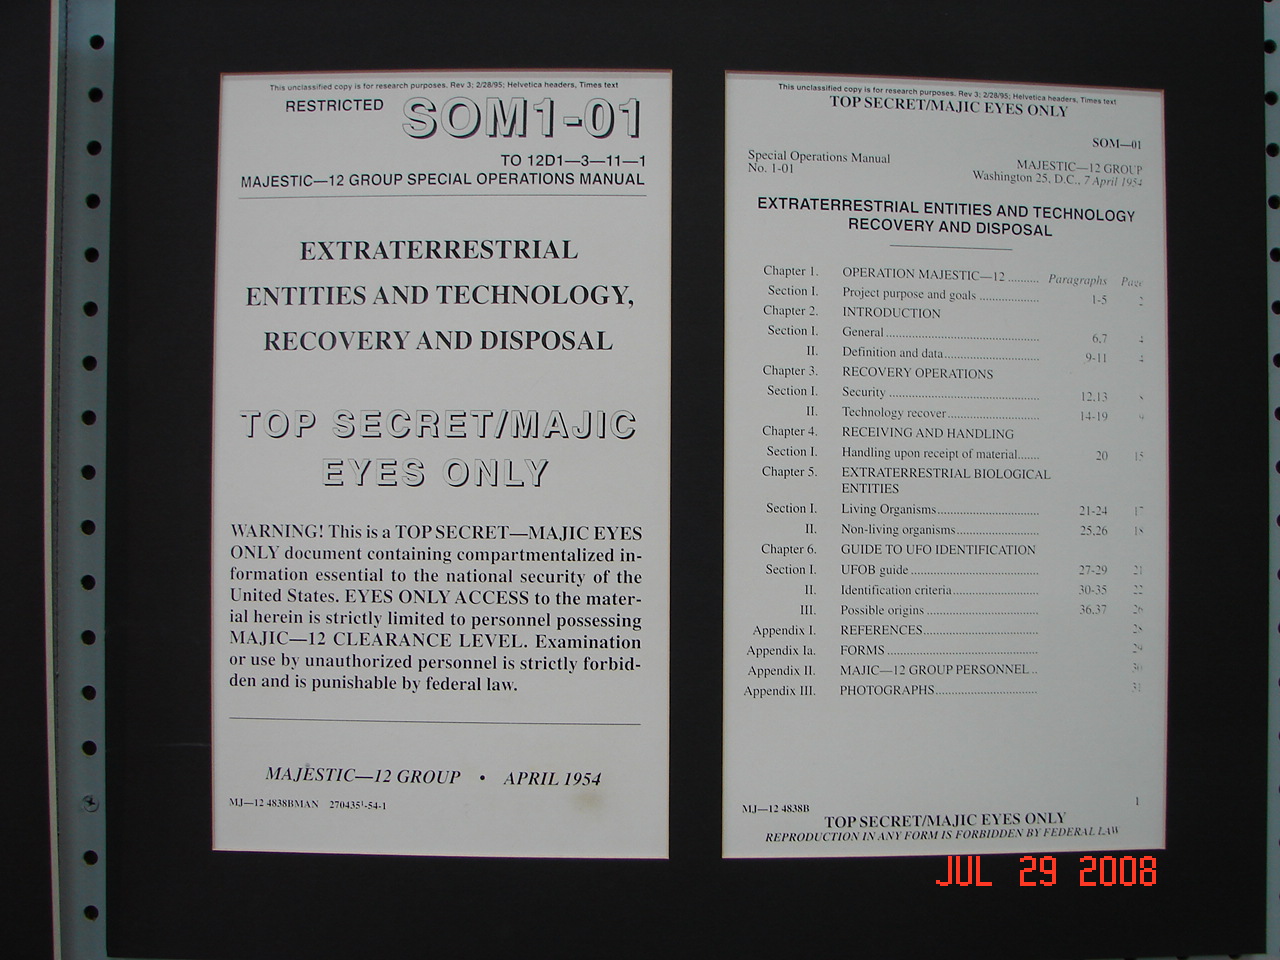 This unclassified copy is for research purposes. Rev 3; 2/28/95; Helvetica headers, Times text
RESTRICTED SOM1-01
TO 12D1—3—11—1
MAJESTIC—12 GROUP SPECIAL OPERATIONS MANUAL
EXTRATERRESTRIAL
ENTITIES AND TECHNOLOGY,
RECOVERY AND DISPOSAL
TOP SECRET/MAJIC
EYES ONLY
WARNING! This is a TOP SECRET—MAJIC EYES
ONLY document containing compartmentalized in-
formation essential to the national security of the
United States. EYES ONLY ACCESS to the mater-
ial herein is strictly limited to personnel possessing
MAJIC—12 CLEARANCE LEVEL. Examination
or use by unauthorized personnel is strictly forbid-
den and is punishable by federal law.
MAJESTIC—12 GROUP • APRIL 1954
MJ—12 4838BMAN 270435¹-54-1
This unclassified copy is for research purposes. Rev 3; 2/28/95; Helvetica headers, Times text
TOP SECRET/MAJIC EYES ONLY
SOM—01
Special Operations Manual MAJESTIC—12 GROUP
No. 1-01 Washington 25, D.C., 7 April 1954
EXTRATERRESTRIAL ENTITIES AND TECHNOLOGY
RECOVERY AND DISPOSAL
Chapter 1. OPERATION MAJESTIC—12 ......... Paragraphs Page
Section I. Project purpose and goals .................. 1-5 2
Chapter 2. INTRODUCTION
Section I. General ............................................. 6,7 4
II. Definition and data............................ 9-11 4
Chapter 3. RECOVERY OPERATIONS
Section I. Security ............................................ 12,13
II. Technology recover........................... 14-19
Chapter 4. RECEIVING AND HANDLING
Section I. Handling upon receipt of material....... 20 15
Chapter 5. EXTRATERRESTRIAL BIOLOGICAL
ENTITIES
Section I. Living Organisms.............................. 21-24 17
II. Non-living organisms......................... 25,26 18
Chapter 6. GUIDE TO UFO IDENTIFICATION
Section I. UFOB guide ..................................... 27-29 21
II. Identification criteria.......................... 30-35 22
III. Possible origins ................................. 36,37 26
Appendix I. REFERENCES.................................. 28
Appendix Ia. FORMS ............................................. 29
Appendix II. MAJIC—12 GROUP PERSONNEL .. 30
Appendix III. PHOTOGRAPHS.............................. 31
MJ—12 4838B 1
TOP SECRET/MAJIC EYES ONLY
REPRODUCTION IN ANY FORM IS FORBIDDEN BY FEDERAL LAW
JUL 29 2008